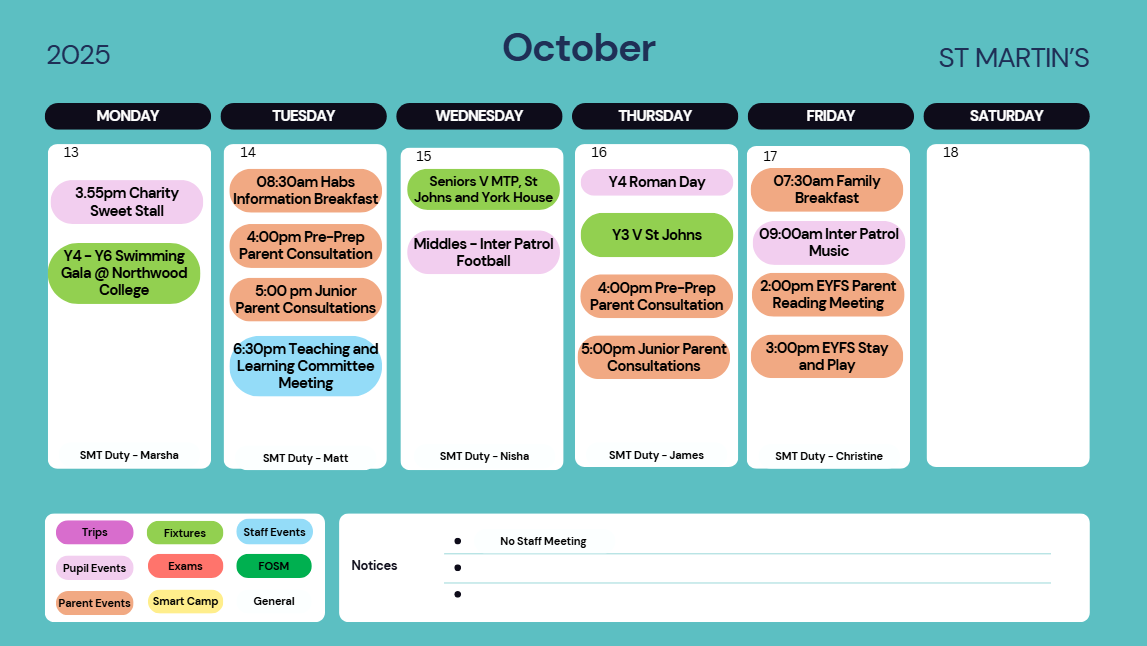 2025
October
ST MARTIN'S
MONDAY
TUESDAY
WEDNESDAY
THURSDAY
FRIDAY
SATURDAY
13
3.55pm Charity
Sweet Stall
Y4 - Y6 Swimming
Gala @ Northwood
College
SMT Duty - Marsha
14
08:30am Habs
Information Breakfast
4:00pm Pre-Prep
Parent Consultation
5:00 pm Junior
Parent Consultations
6:30pm Teaching and
Learning Committee
Meeting
SMT Duty - Matt
15
Seniors V MTP, St
Johns and York House
Middles - Inter Patrol
Football
SMT Duty - Nisha
16
Y4 Roman Day
Y3 V St Johns
4:00pm Pre-Prep
Parent Consultation
5:00pm Junior Parent
Consultations
SMT Duty - James
17
07:30am Family
Breakfast
09:00am Inter Patrol
Music
2:00pm EYFS Parent
Reading Meeting
3:00pm EYFS Stay
and Play
SMT Duty - Christine
18
Trips
Fixtures
Staff Events
Pupil Events
Exams
FOSM
Parent Events
Smart Camp
General
Notices
• No Staff Meeting
•
•